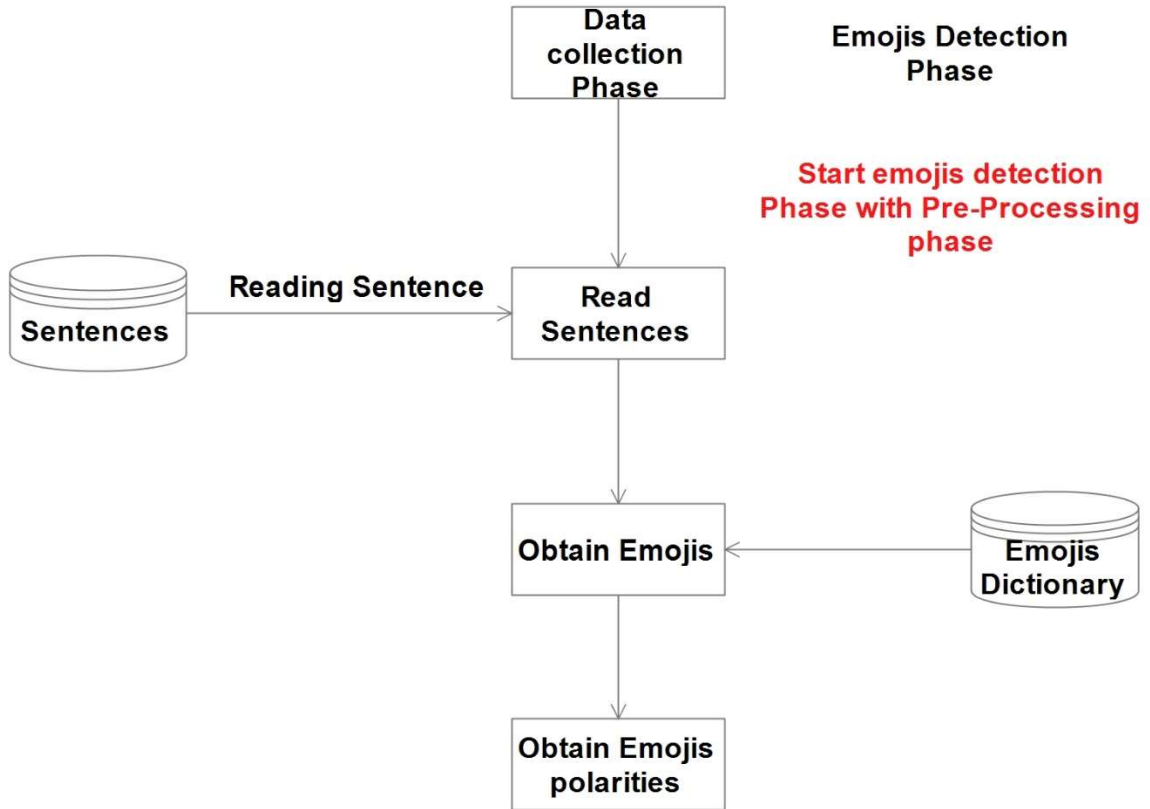 Data
collection
Phase
Emojis Detection
Phase
Start emojis detection
Phase with Pre-Processing
phase
Reading Sentence
Sentences
Read
Sentences
Obtain Emojis
Emojis
Dictionary
Obtain Emojis
polarities